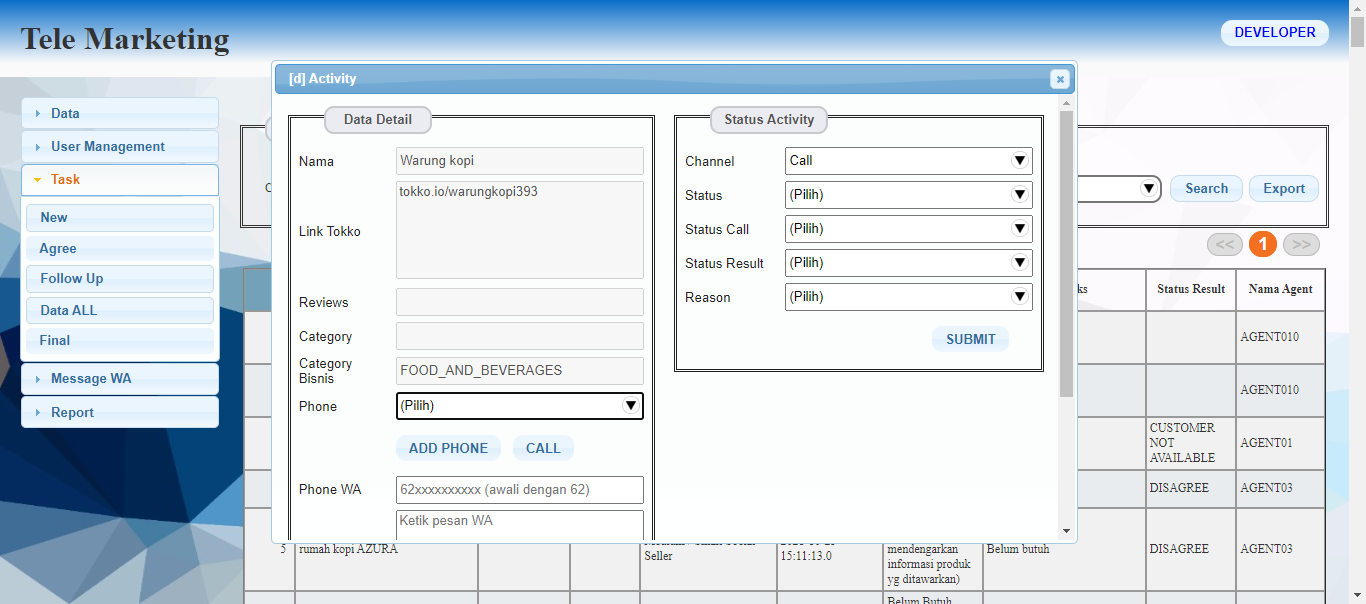 Tele Marketing
DEVELOPER
Data
User Management
Task
New
Agree
Follow Up
Data ALL
Final
Message WA
Report
[d] Activity
Data Detail
Nama
Warung kopi
Link Tokko
tokko.io/warungkopi393
Reviews
Category
Category
Bisnis
FOOD_AND_BEVERAGES
Phone
(Pilih)
ADD PHONE
CALL
Phone WA
62xxxxxxxxxx (awali dengan 62)
Ketik pesan WA
Status Activity
Channel
Call
Status
(Pilih)
Status Call
(Pilih)
Status Result
(Pilih)
Reason
(Pilih)
SUBMIT
Search
Export
<<
1
>>
Status Result
Nama Agent
AGENT010
AGENT010
CUSTOMER
NOT
AVAILABLE
AGENT01
DISAGREE
AGENT03
5
rumah kopi AZURA
Seller
15:11:13.0
mendengarkan
informasi produk
yg ditawarkan)
Belum butuh
DISAGREE
AGENT03
Belum Butuh